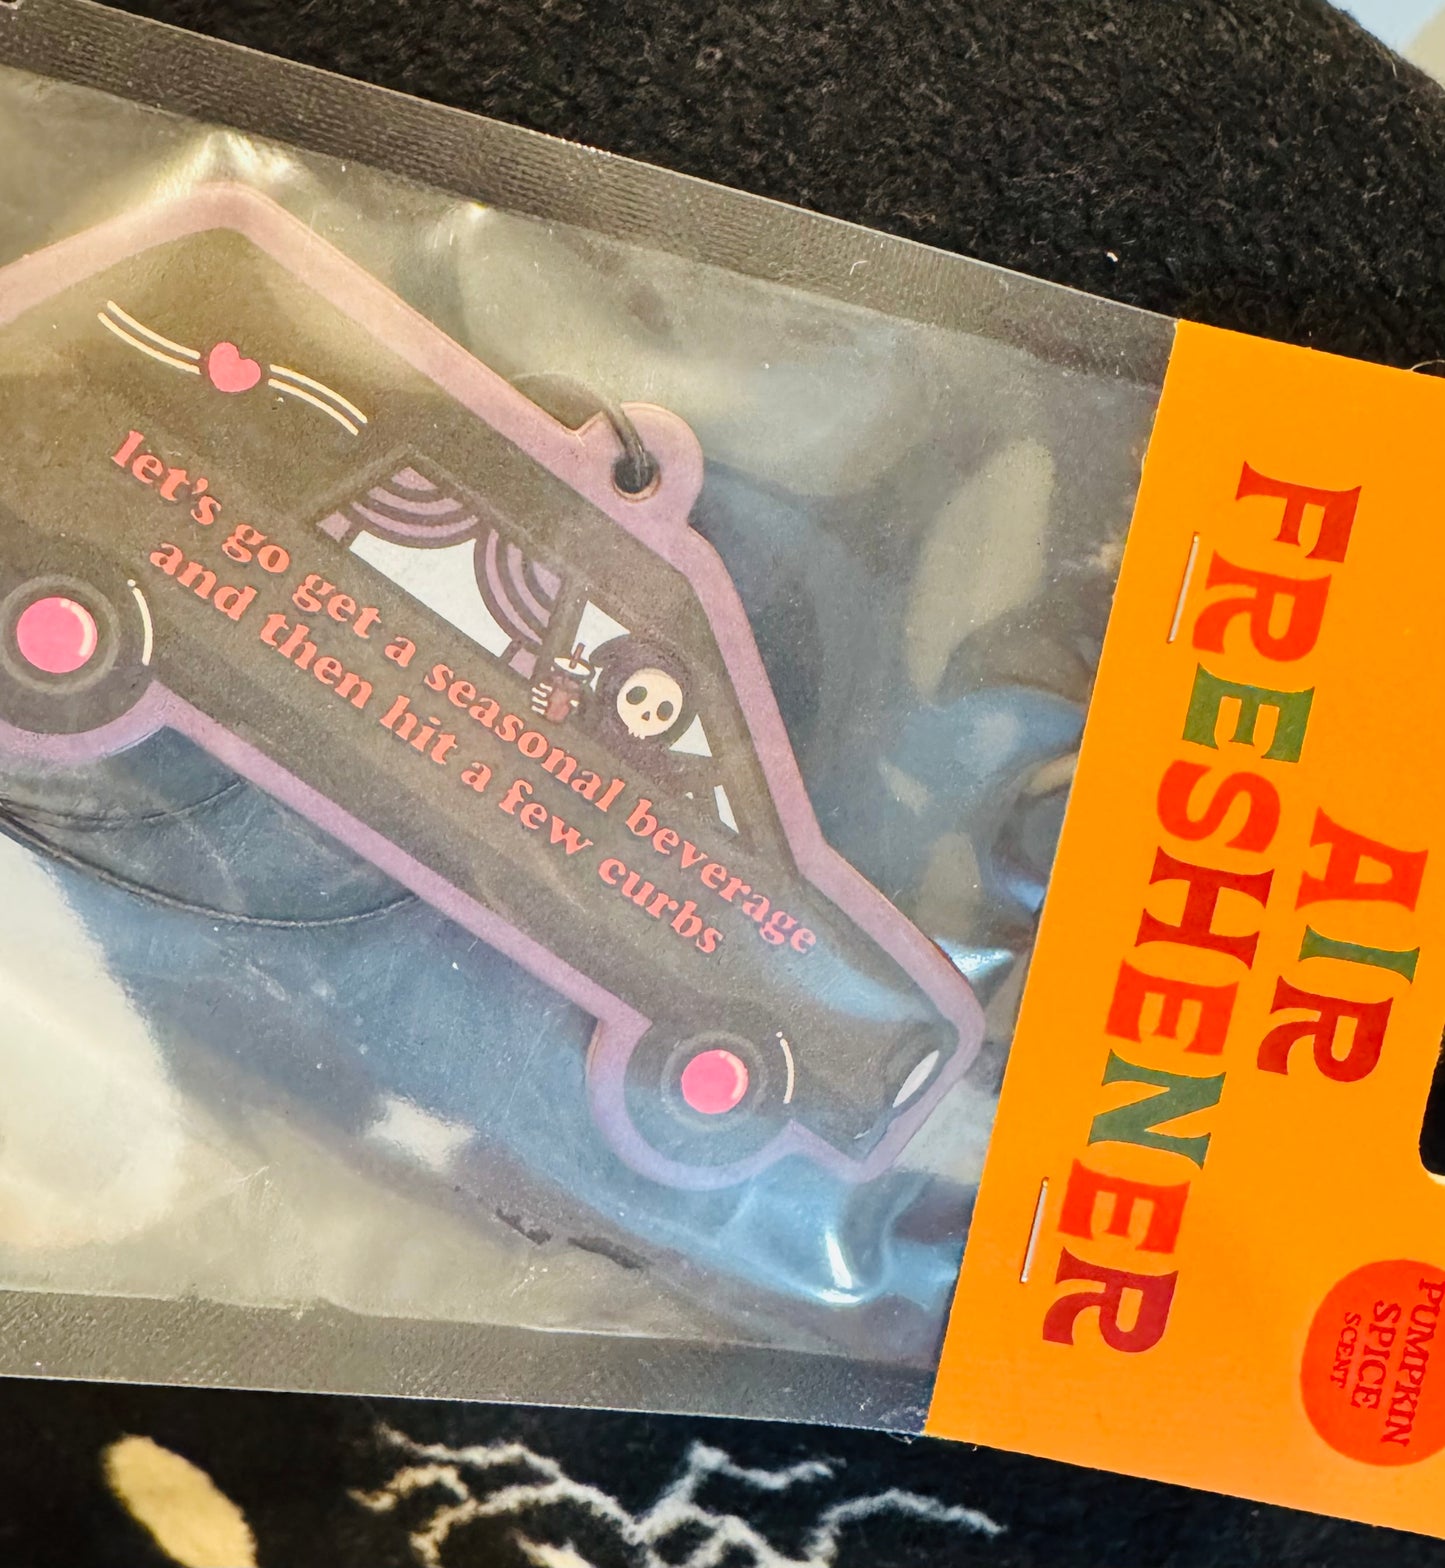 let's go get a seasonal beverage
and then hit a few curbs
AIR
FRESHENER
PUMPKIN
SPICE
SCENT